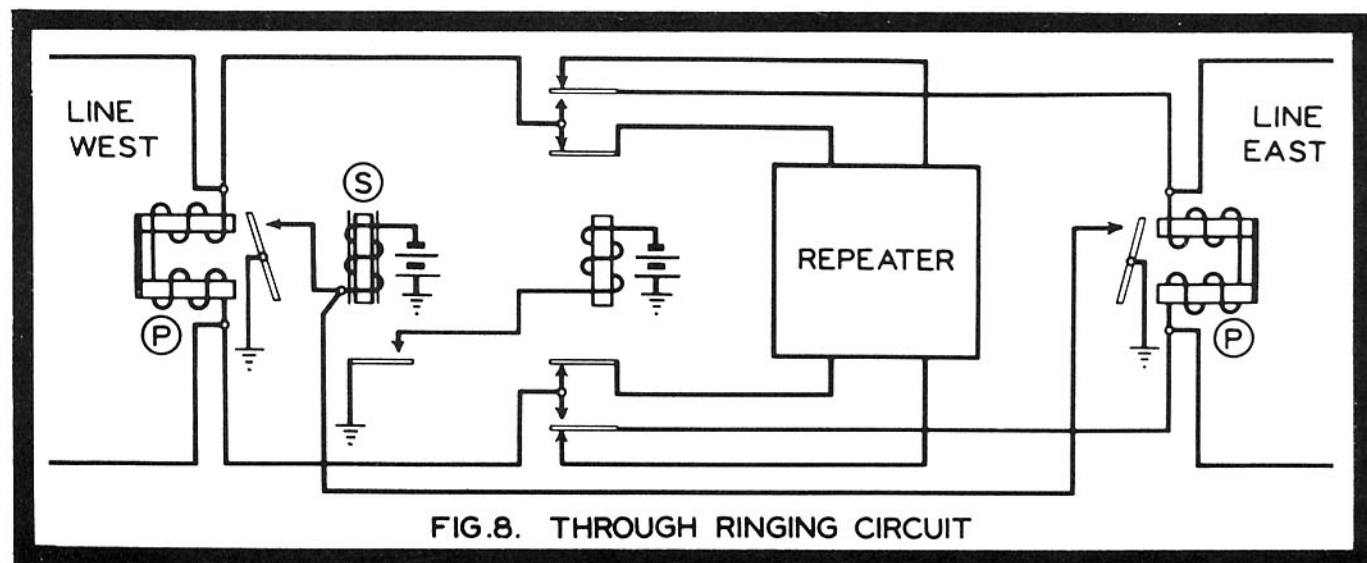 LINE
WEST
P
S
REPEATER
LINE
EAST
P
FIG.8. THROUGH RINGING CIRCUIT